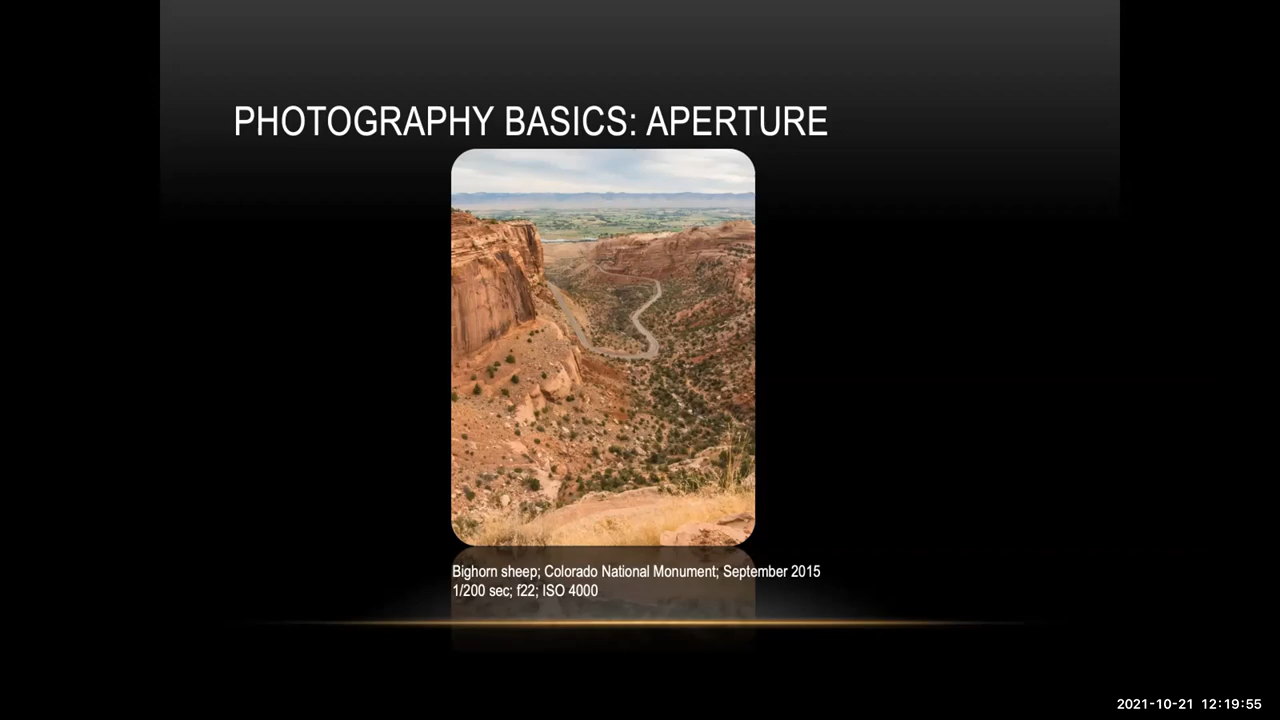 PHOTOGRAPHY BASICS: APERTURE
Bighorn sheep; Colorado National Monument; September 2015
1/200 sec; f22; ISO 4000
2021-10-21 12:19:55